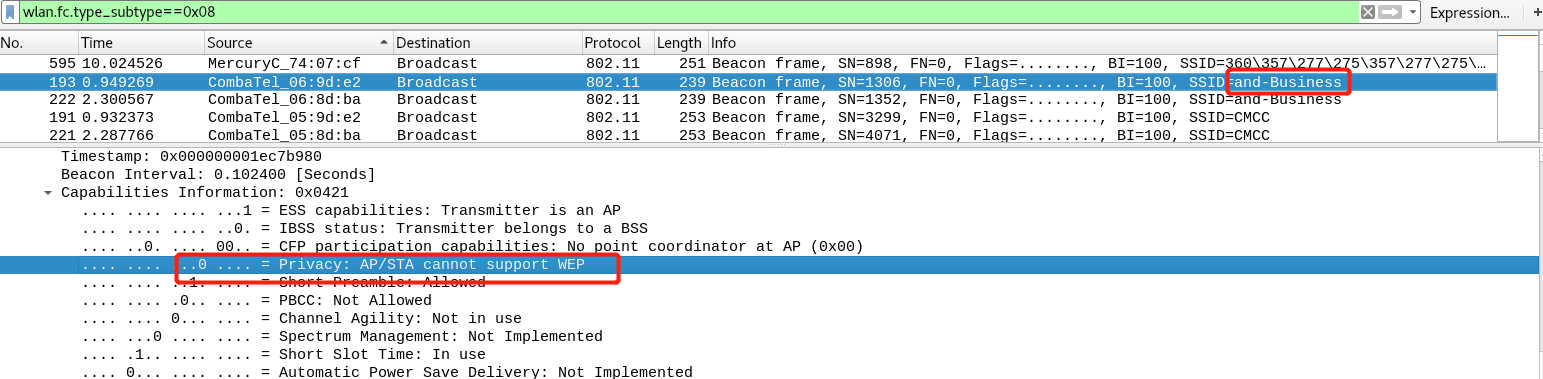 wlan.fc.type_subtype==0x08 Expression... +
No. Time Source Destination Protocol Length Info
595 10.024526 MercuryC_74:07:cf Broadcast 802.11 251 Beacon frame, SN=898, FN=0, Flags=........, BI=100, SSID=360\357\277\275\357\277\275\...
193 0.949269 CombaTel_06:9d:e2 Broadcast 802.11 239 Beacon frame, SN=1306, FN=0, Flags=........, BI=100, SSID=and-Business
222 2.300567 CombaTel_06:8d:ba Broadcast 802.11 239 Beacon frame, SN=1352, FN=0, Flags=........, BI=100, SSID=and-Business
191 0.932373 CombaTel_05:9d:e2 Broadcast 802.11 253 Beacon frame, SN=3299, FN=0, Flags=........, BI=100, SSID=CMCC
221 2.287766 CombaTel_05:8d:ba Broadcast 802.11 253 Beacon frame, SN=4071, FN=0, Flags=........, BI=100, SSID=CMCC
Timestamp: 0x000000001ec7b980
Beacon Interval: 0.102400 [Seconds]
Capabilities Information: 0x0421
.... .... .... ...1 = ESS capabilities: Transmitter is an AP
.... .... .... ..0. = IBSS status: Transmitter belongs to a BSS
.... ..0. .... 00.. = CFP participation capabilities: No point coordinator at AP (0x00)
.... .... ...0 .... = Privacy: AP/STA cannot support WEP
.... .... ..1. .... = Short Preamble: Allowed
.... .... .0.. .... = PBCC: Not Allowed
.... .... 0... .... = Channel Agility: Not in use
.... ...0 .... .... = Spectrum Management: Not Implemented
.... .1.. .... .... = Short Slot Time: In use
.... 0... .... .... = Automatic Power Save Delivery: Not Implemented